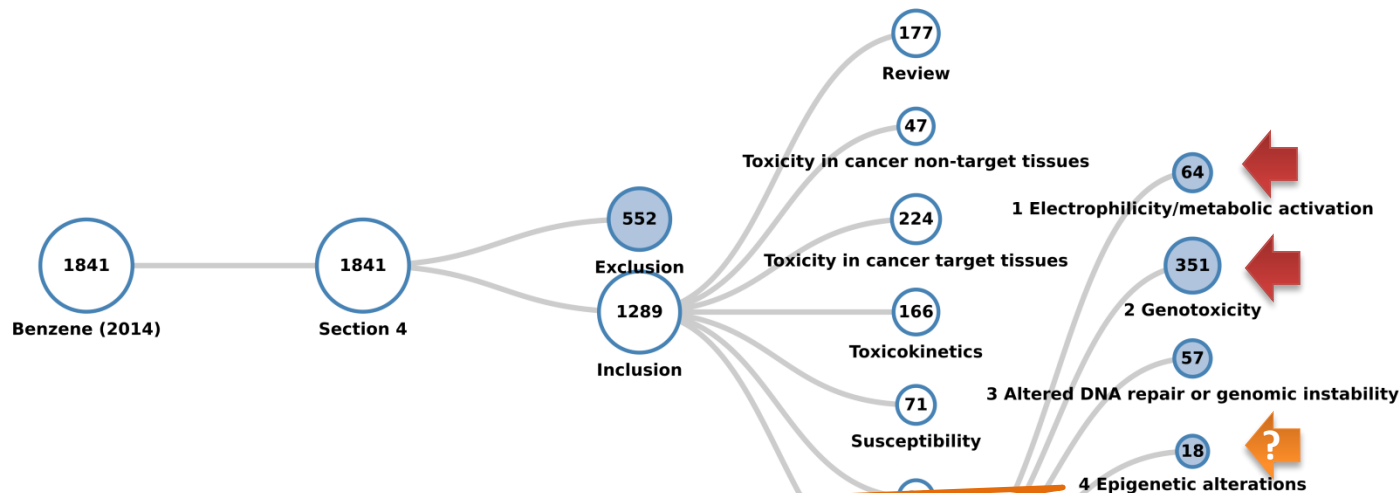 177
Review
47
Toxicity in cancer non-target tissues
64
1 Electrophilicity/metabolic activation
552
Exclusion
224
Toxicity in cancer target tissues
1841
Benzene (2014)
1841
Section 4
351
2 Genotoxicity
1289
Inclusion
166
Toxicokinetics
57
3 Altered DNA repair or genomic instability
71
Susceptibility
18
?
4 Epigenetic alterations